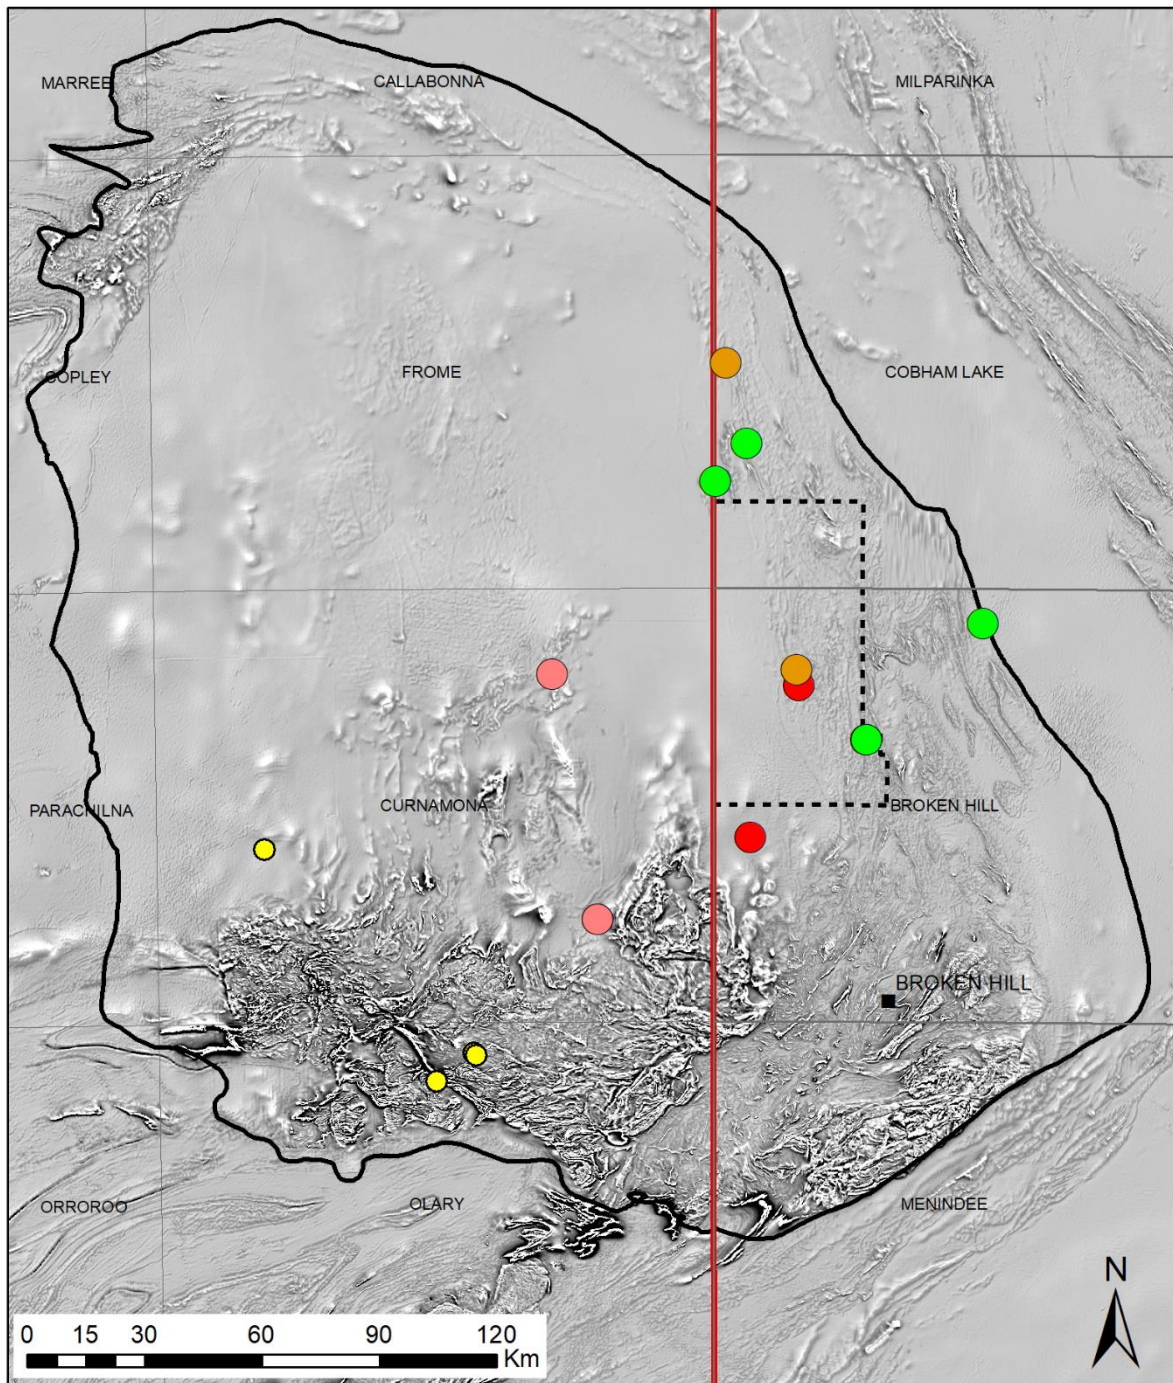 MARREE
CALLABONNA
MILPARINKA
COPLEY
FROME
COBHAM LAKE
PARACHILNA
CURNAMONA
BROKEN HILL
BROKEN HILL
ORROROO
OLARY
MENINDEE
N
0 15 30 60 90 120
Km